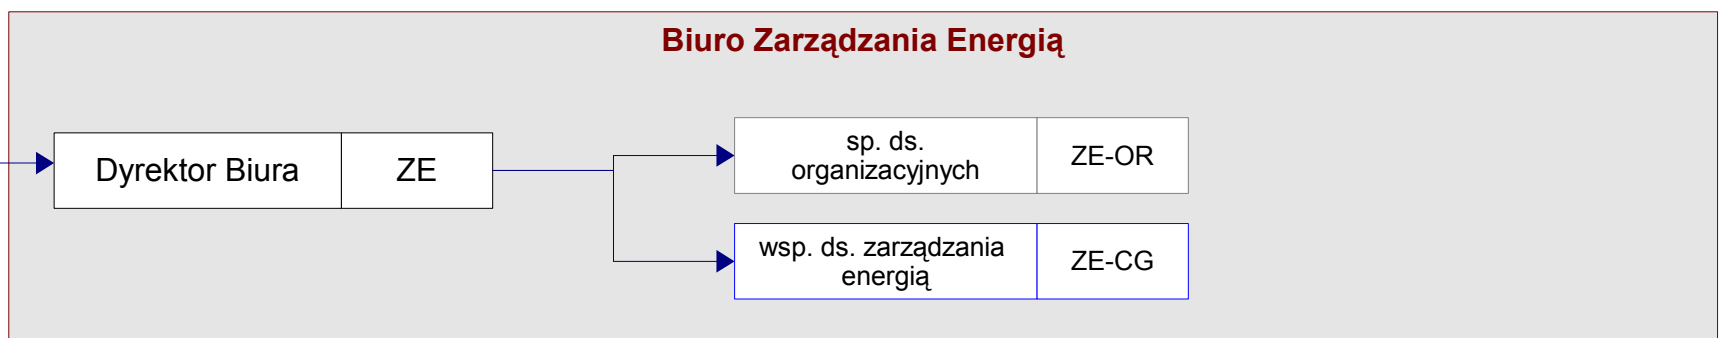 Biuro Zarządzania Energią
Dyrektor Biura
ZE
sp. ds.
organizacyjnych
ZE-OR
wsp. ds. zarządzania
energią
ZE-CG